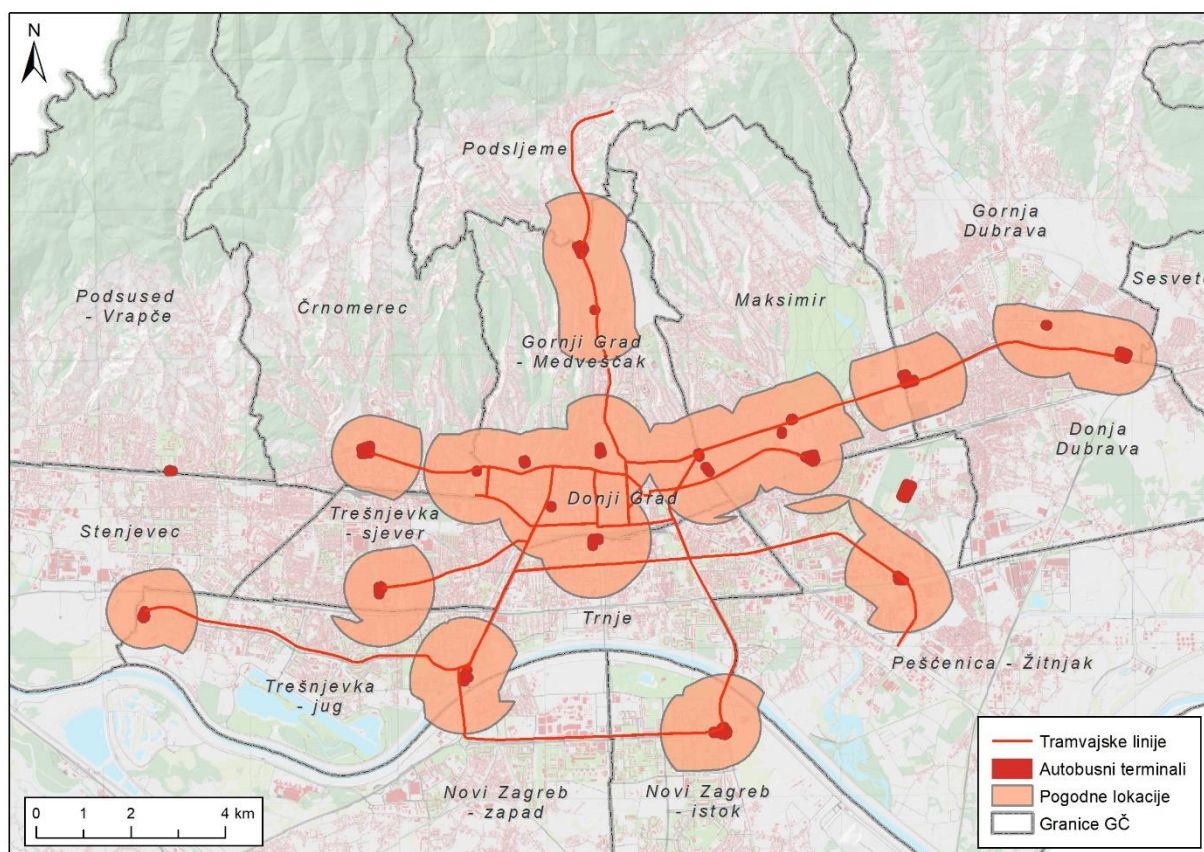 N
Podsljeme
Gornja
Dubrava
Sesvete
Podsused
- Vrapče
Črnomerec
Maksimir
Gornji Grad
- Medveščak
Donja
Dubrava
Donji Grad
Trešnjevka
- sjever
Stenjevec
Trnje
Pešćenica - Žitnjak
Trešnjevka
- jug
Novi Zagreb
- zapad
Novi Zagreb
- istok
0 1 2 4 km
Tramvajske linije
Autobusni terminali
Pogodne lokacije
Granice GČ